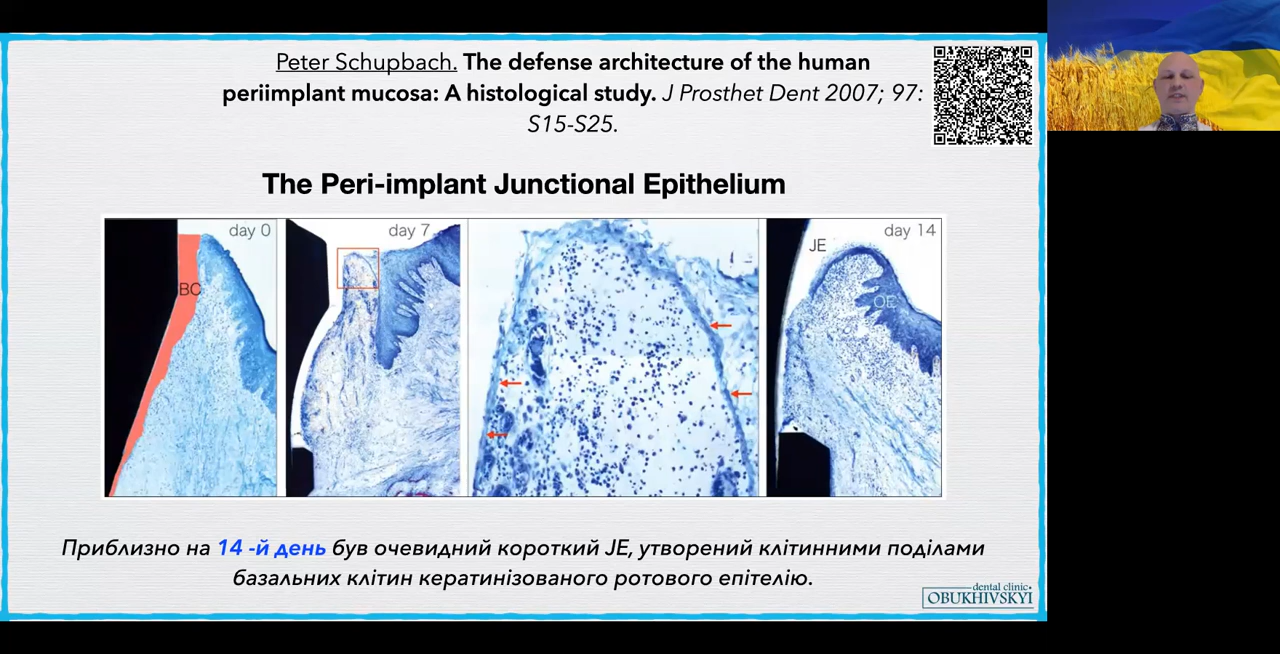 Peter Schupbach. The defense architecture of the human
periimplant mucosa: A histological study. J Prosthet Dent 2007; 97:
S15-S25.
The Peri-implant Junctional Epithelium
day 0
BC
day 7
day 14
JE
OE
Приблизно на 14 -й день був очевидний короткий JE, утворений клітинними поділами
базальних клітин кератинізованого ротового епітелію.
dental clinic
OBUKHIVSKYI